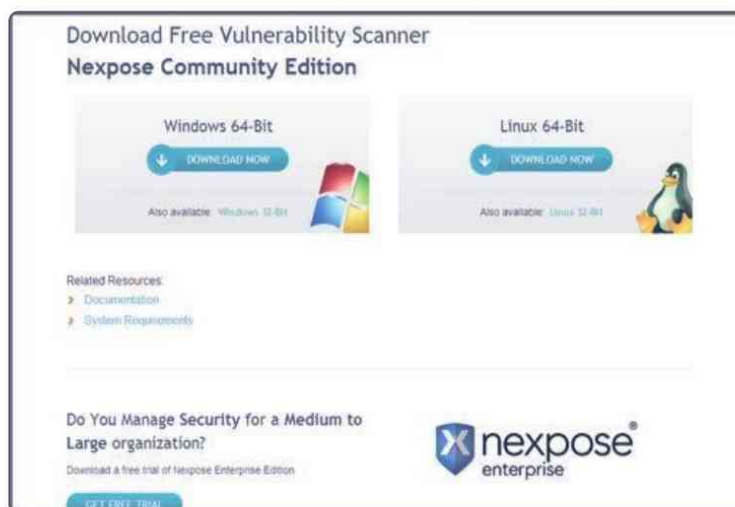 Download Free Vulnerability Scanner
Nexpose Community Edition
Windows 64-Bit
DOWNLOAD NOW
Also available: Windows 32-Bit
Linux 64-Bit
DOWNLOAD NOW
Also available: Linux 32-Bit
Related Resources:
Documentation
System Requirements
Do You Manage Security for a Medium to
Large organization?
Download a free trial of Nexpose Enterprise Edition
GET FREE TRIAL
nexpose®
enterprise